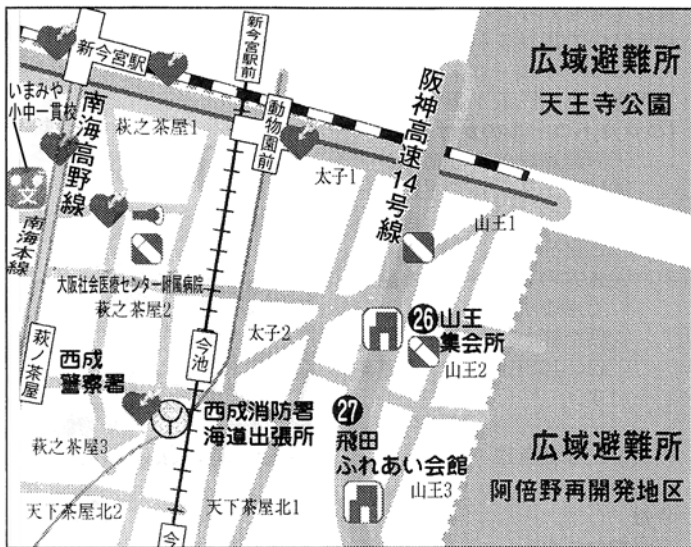 新今宮駅
新今宮駅前
広域避難所
天王寺公園
いまみや
小中一貫校
南海高野線
萩之茶屋1
動物園前
阪神高速14号線
太子1
山王1
南海本線
大阪社会医療センター附属病院
萩之茶屋2
太子2
26
山王
集会所
山王2
萩ノ茶屋
西成
警察署
今池
西成消防署
海道出張所
27
飛田
ふれあい会館
山王3
萩之茶屋3
天下茶屋北2
天下茶屋北1
今
広域避難所
阿倍野再開発地区